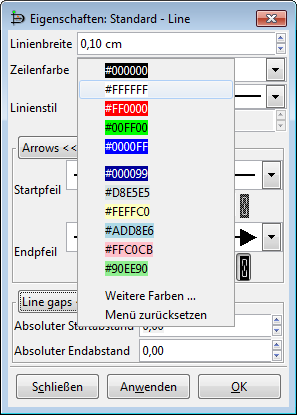 Eigenschaften: Standard - Line
Linienbreite 0,10 cm
Zeilenfarbe
#000000
#FFFFFF
#FF0000
Linienstil
#00FF00
#0000FF
Arrows <<
#000099
Startpfeil
#D8E5E5
#FEFFC0
#ADD8E6
Endpfeil
#FFC0CB
#90EE90
Weitere Farben ...
Line gaps
Menü zurücksetzen
Absoluter Startabstand 0,00
Absoluter Endabstand 0,00
Schließen Anwenden OK